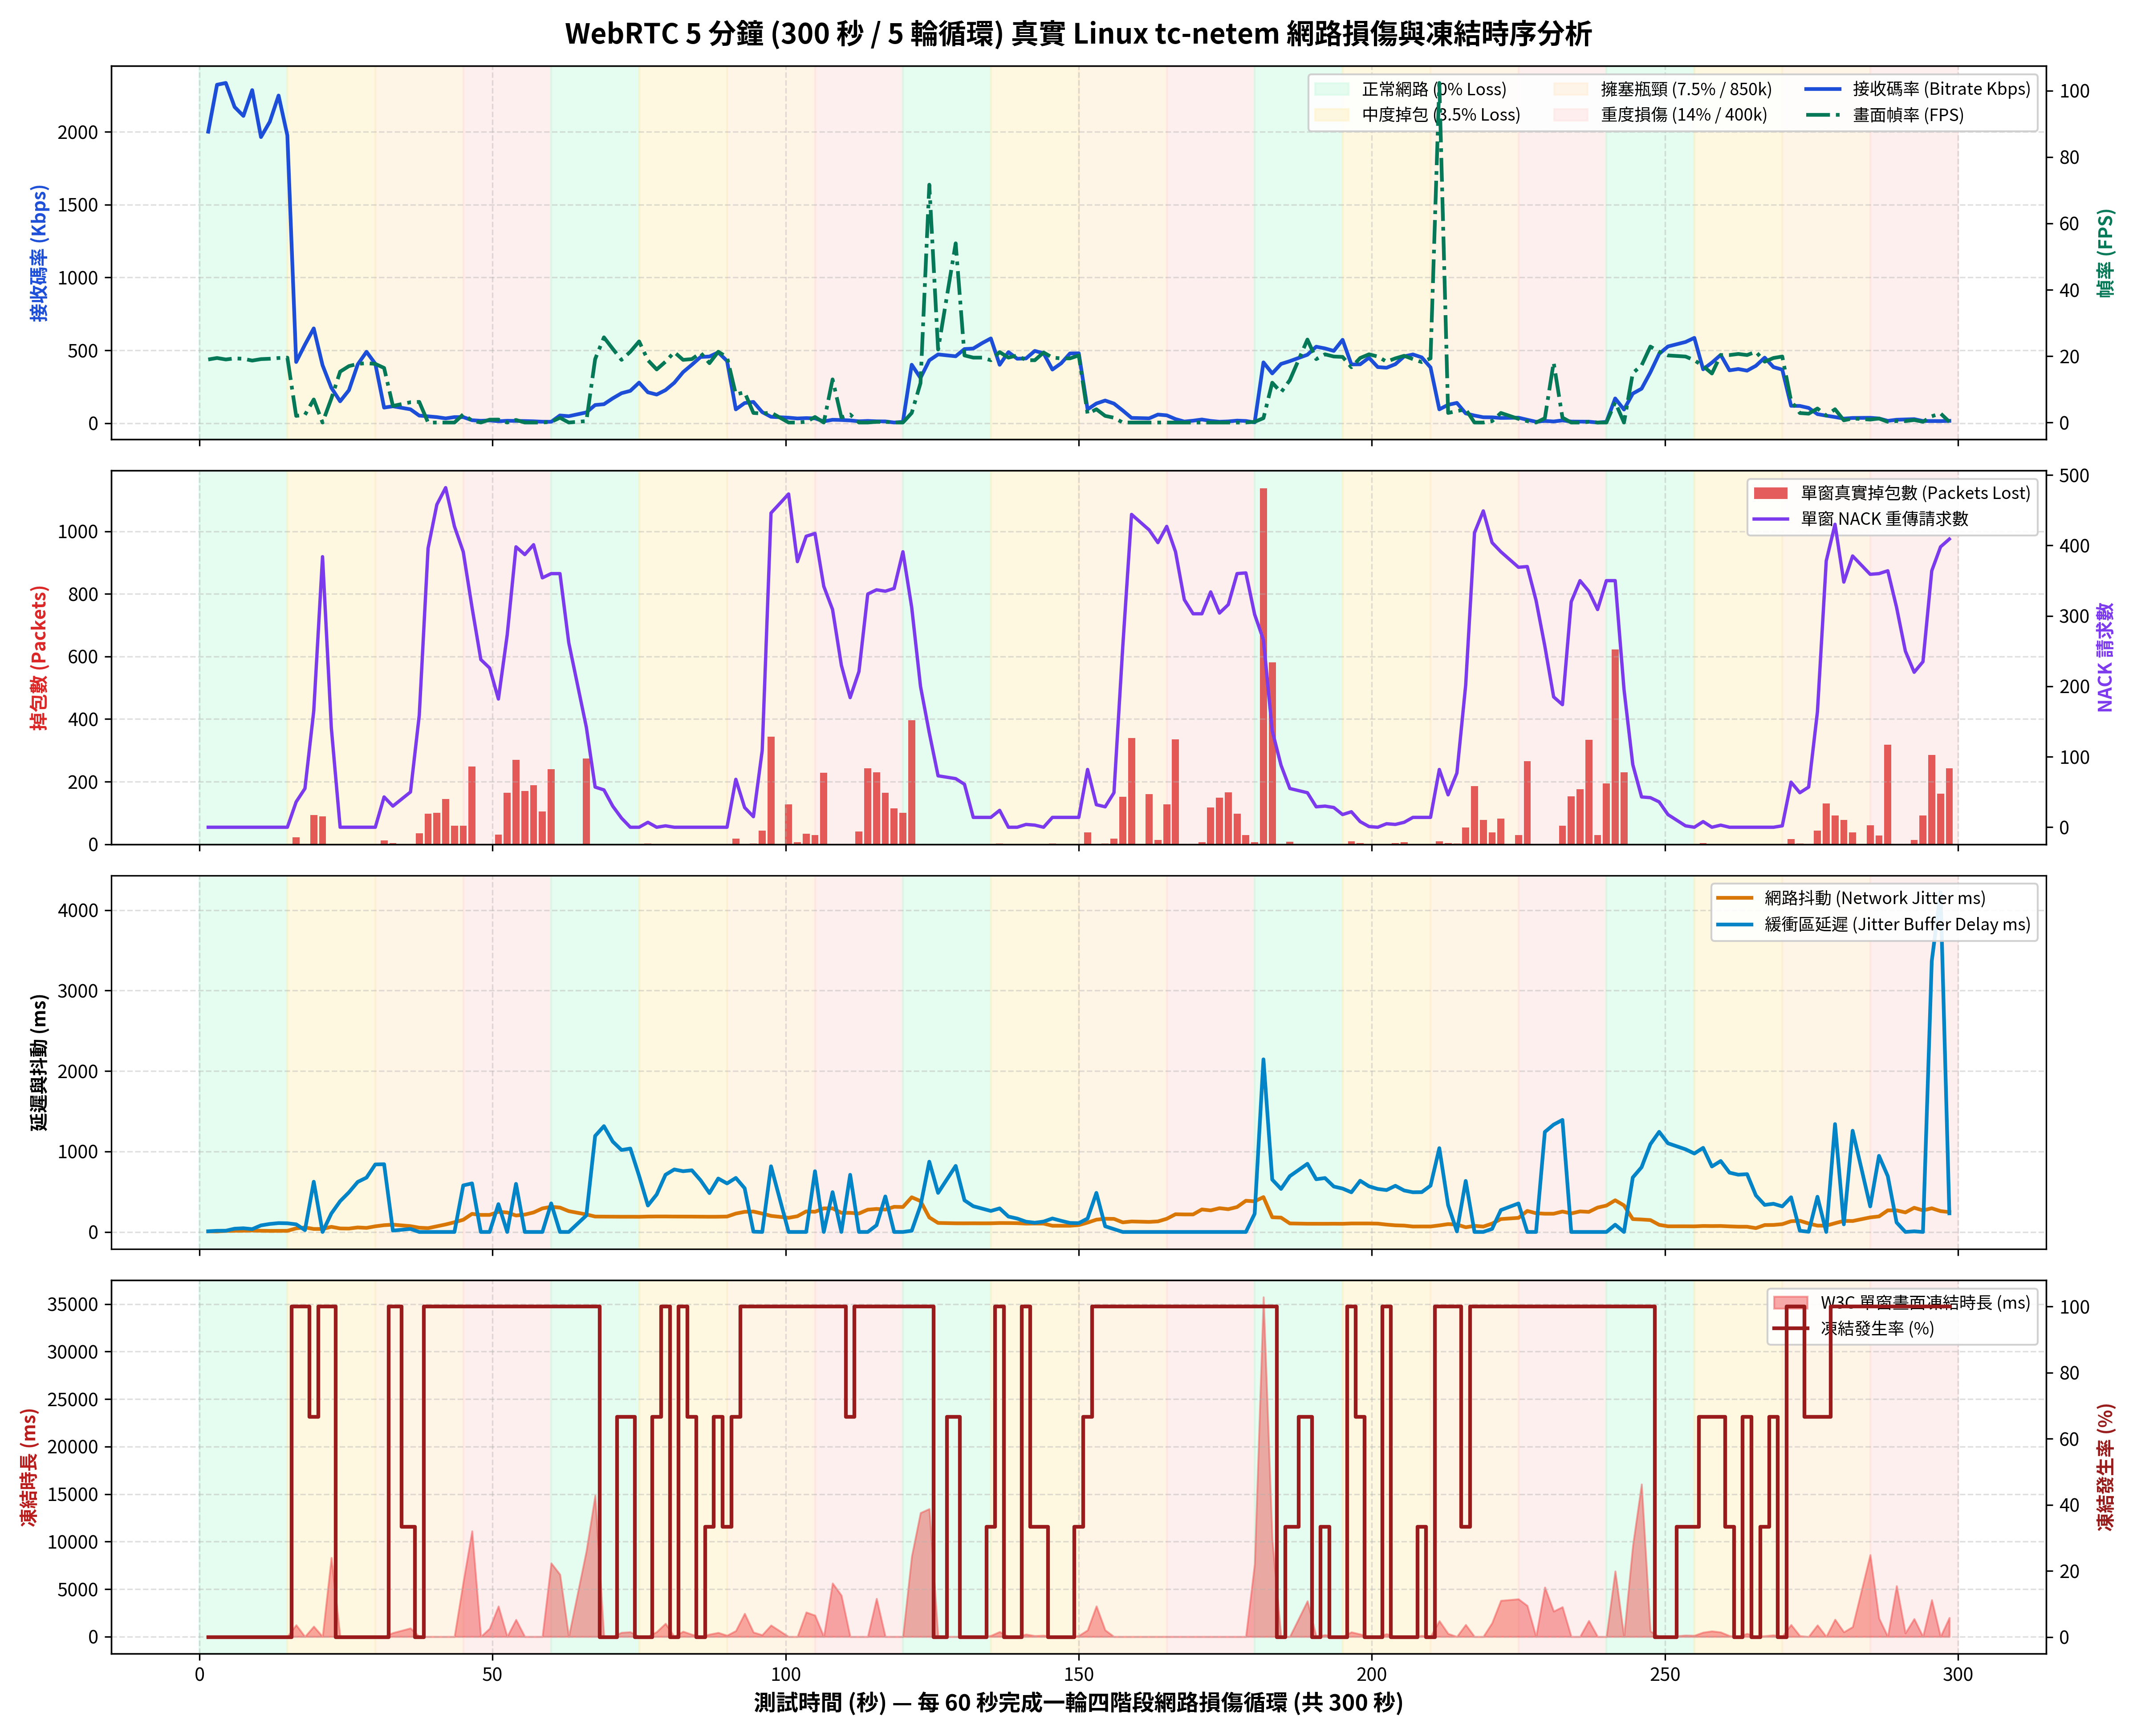 WebRTC 5 分鐘 (300 秒 / 5 輪循環) 真實 Linux tc-netem 網路損傷與凍結時序分析
正常網路 (0% Loss)
中度掉包 (3.5% Loss)
擁塞瓶頸 (7.5% / 850k)
重度損傷 (14% / 400k)
接收碼率 (Bitrate Kbps)
畫面幀率 (FPS)
接收碼率 (Kbps)
2000
1500
1000
500
0
100
80
60
40
20
0
幀率 (FPS)
單窗真實掉包數 (Packets Lost)
單窗 NACK 重傳請求數
掉包數 (Packets)
1000
800
600
400
200
0
500
400
300
200
100
0
NACK 請求數
網路抖動 (Network Jitter ms)
緩衝區延遲 (Jitter Buffer Delay ms)
延遲與抖動 (ms)
4000
3000
2000
1000
0
W3C 單窗畫面凍結時長 (ms)
凍結發生率 (%)
凍結時長 (ms)
35000
30000
25000
20000
15000
10000
5000
0
100
80
60
40
20
0
凍結發生率 (%)
0 50 100 150 200 250 300
測試時間 (秒) — 每 60 秒完成一輪四階段網路損傷循環 (共 300 秒)